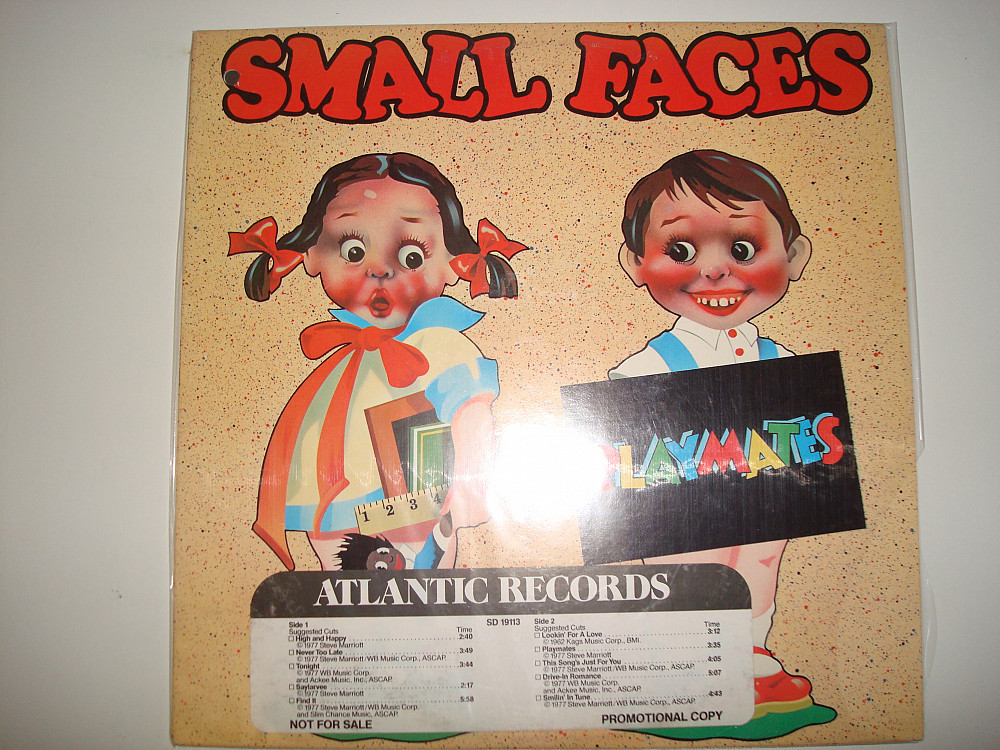 SMALL FACES
PLAYMATES
1 2 3 4
ATLANTIC RECORDS
SD 19113
Side 1
Suggested Cuts Time
High and Happy 2:40
© 1977 Steve Marriott
Never Too Late 3:49
© 1977 Steve Marriott/WB Music Corp., ASCAP.
Tonight 3:44
© 1977 WB Music Corp.
and Ackee Music, Inc., ASCAP.
Saylarvee 2:17
© 1977 Steve Marriott
Find It 5:58
© 1977 Steve Marriott/WB Music Corp.
and Slim Chance Music, ASCAP.
NOT FOR SALE
Side 2
Suggested Cuts Time
Lookin' For A Love 3:12
© 1962 Kags Music Corp., BMI.
Playmates 3:35
© 1977 Steve Marriott
This Song's Just For You 4:05
© 1977 Steve Marriott/WB Music Corp., ASCAP.
Drive-In Romance 5:07
© 1977 WB Music Corp.
and Ackee Music, Inc., ASCAP.
Smilin' In Tune 4:43
© 1977 Steve Marriott/WB Music Corp., ASCAP.
PROMOTIONAL COPY